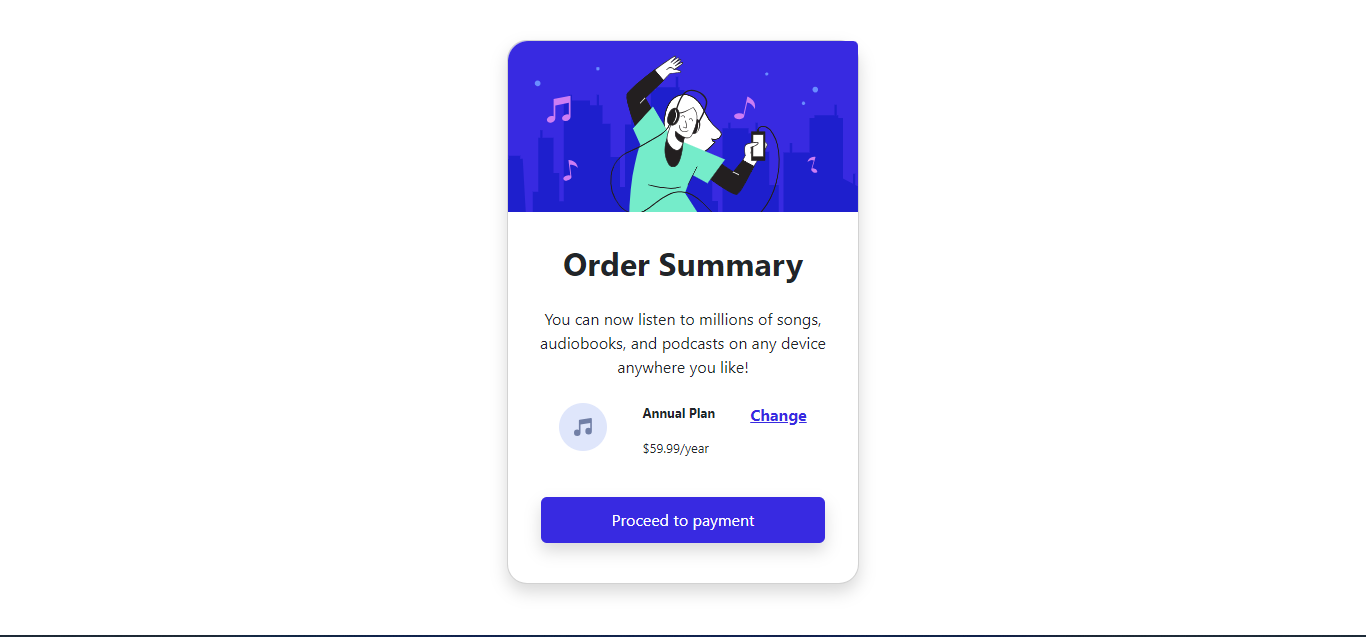 Order Summary
You can now listen to millions of songs,
audiobooks, and podcasts on any device
anywhere you like!
Annual Plan
Change
$59.99/year
Proceed to payment